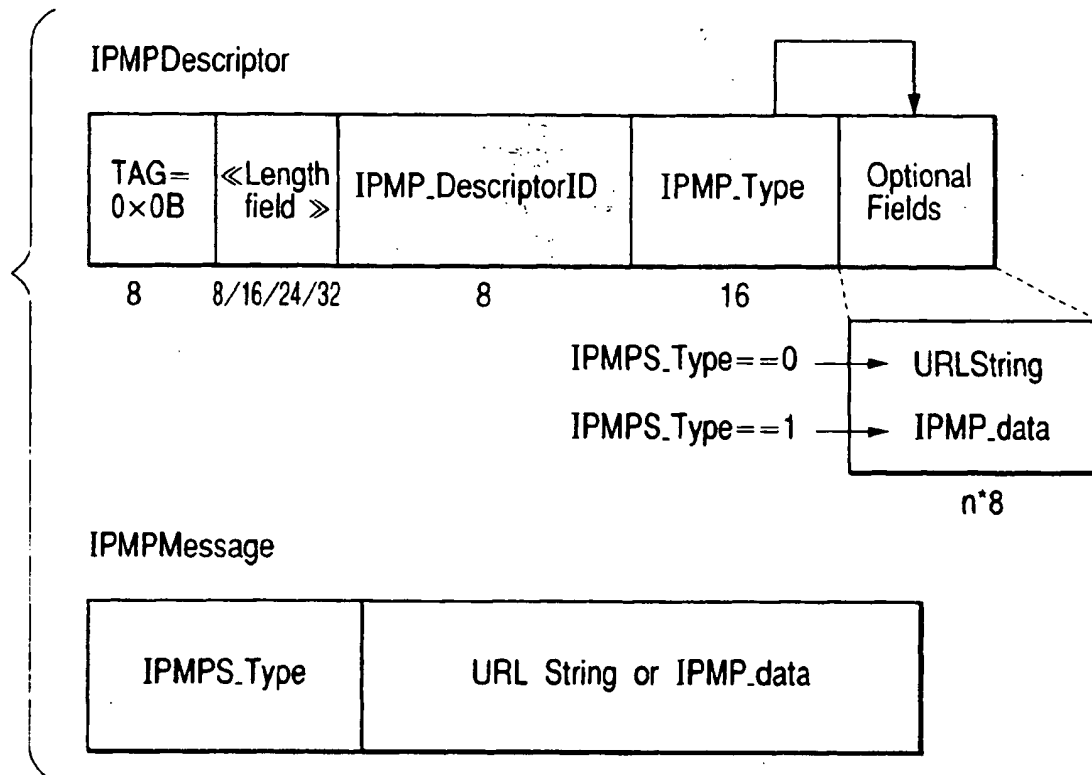 IPMPDescriptor
TAG=
0×0B
≪Length
field ≫
IPMP_DescriptorID
IPMP_Type
Optional
Fields
8
8/16/24/32
8
16
IPMPS_Type==0
URLString
IPMPS_Type==1
IPMP_data
n*8
IPMPMessage
IPMPS_Type
URL String or IPMP_data